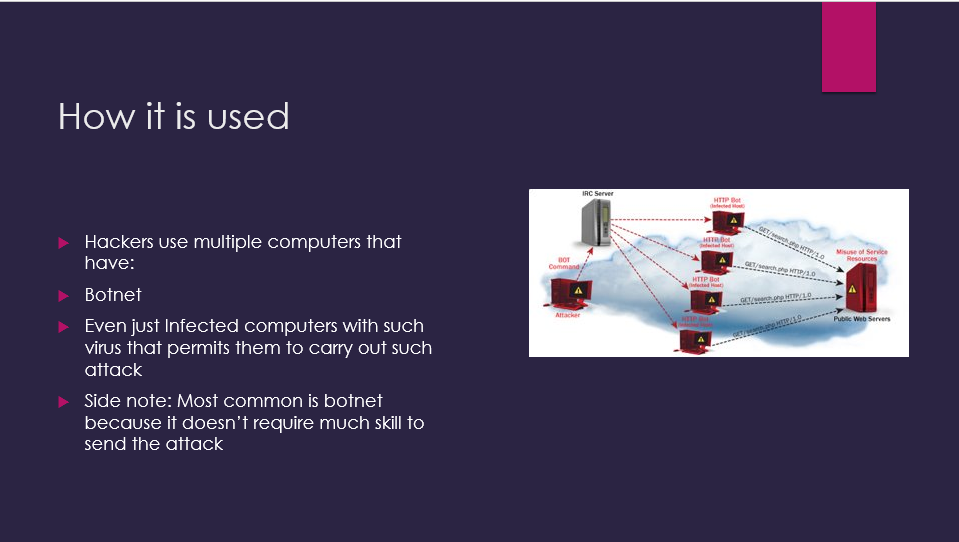 How it is used
Hackers use multiple computers that
have:
Botnet
Even just Infected computers with such
virus that permits them to carry out such
attack
Side note: Most common is botnet
because it doesn't require much skill to
send the attack
IRC Server
HTTP Bot
(Infected Host)
HTTP Bot
(Infected Host)
HTTP Bot
(Infected Host)
HTTP Bot
(Infected Host)
BOT
Command
Attacker
GET/search.php HTTP/1.0
GET/search.php HTTP/1.0
GET/search.php HTTP/1.0
GET/search.php HTTP/1.0
Misuse of Service
Resources
Public Web Servers